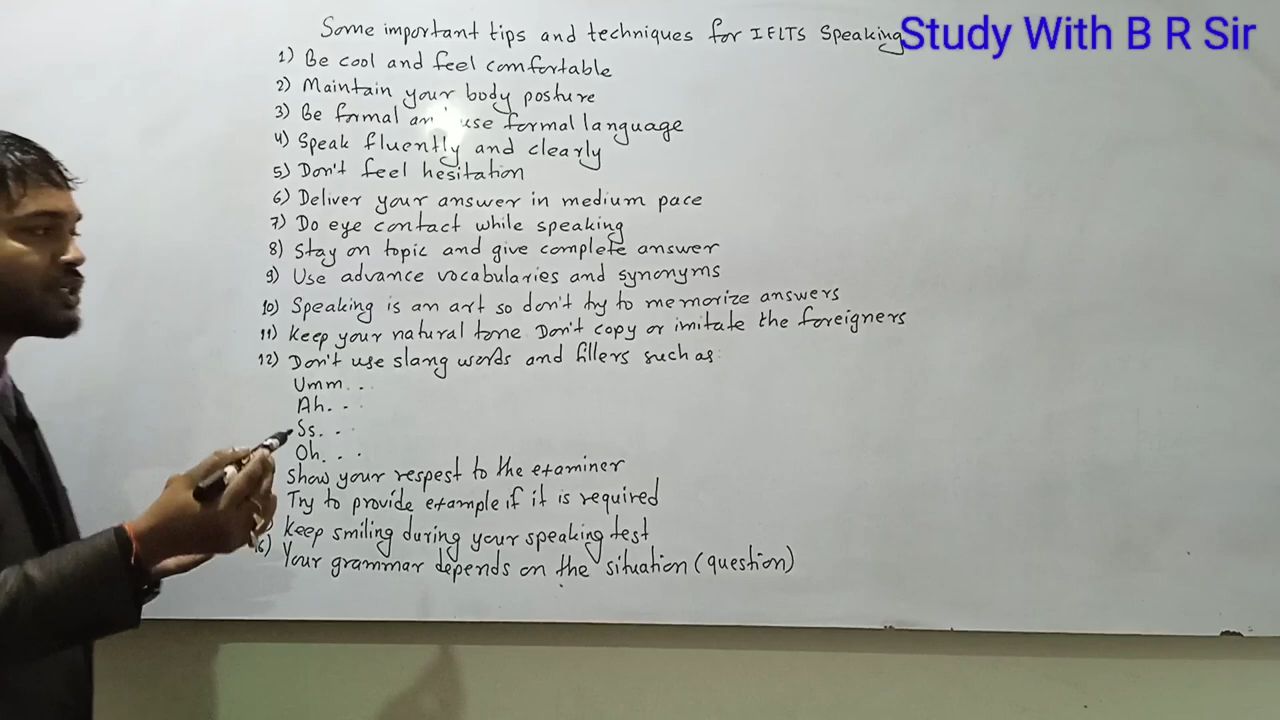 Some important tips and techniques for IELTS Speaking
Study With B R Sir
1) Be cool and feel comfortable
2) Maintain your body posture
3) Be formal an use formal language
4) Speak fluently and clearly
5) Don't feel hesitation
6) Deliver your answer in medium pace
7) Do eye contact while speaking
8) Stay on topic and give complete answer
9) Use advance vocabularies and synonyms
10) Speaking is an art so don't try to memorize answers
11) Keep your natural tone. Don't copy or imitate the foreigners
12) Don't use slang words and fillers such as:
Umm...
Ah...
Ss...
Oh...
Show your respest to the examiner
Try to provide example if it is required
) Keep smiling during your speaking test
6) Your grammar depends on the situation (question)